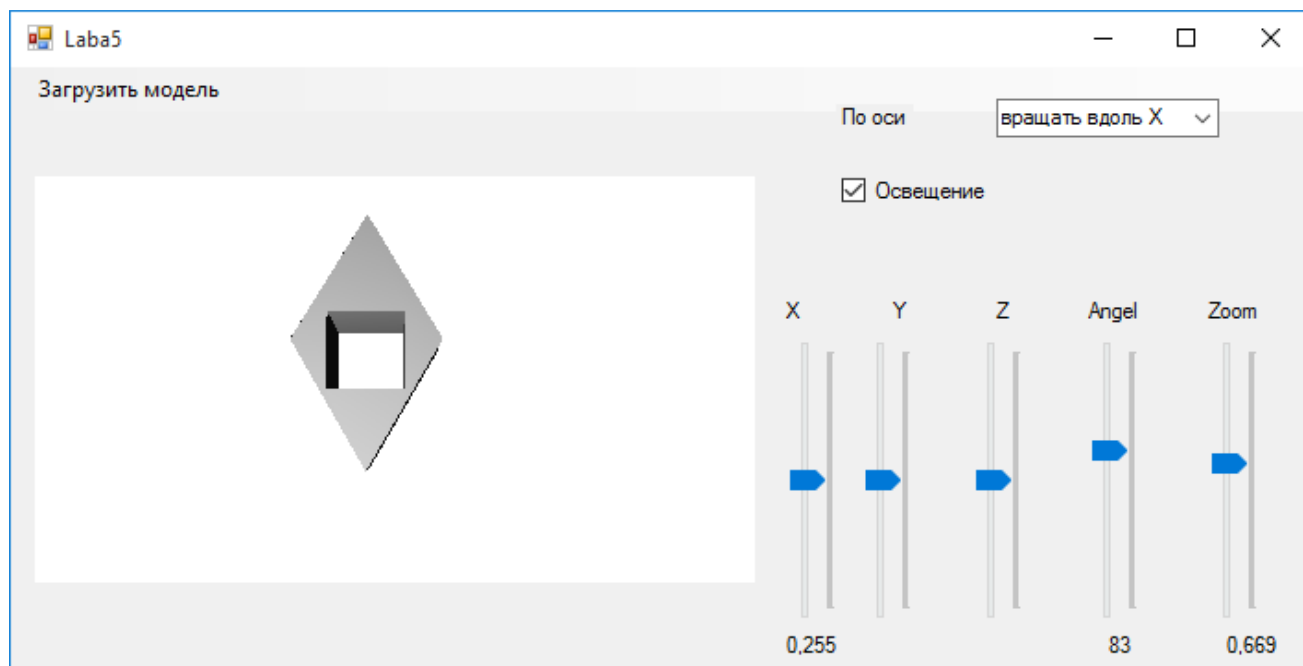 Laba5
Загрузить модель
По оси
вращать вдоль X
Освещение
X Y Z Angel Zoom
0,255 83 0,669